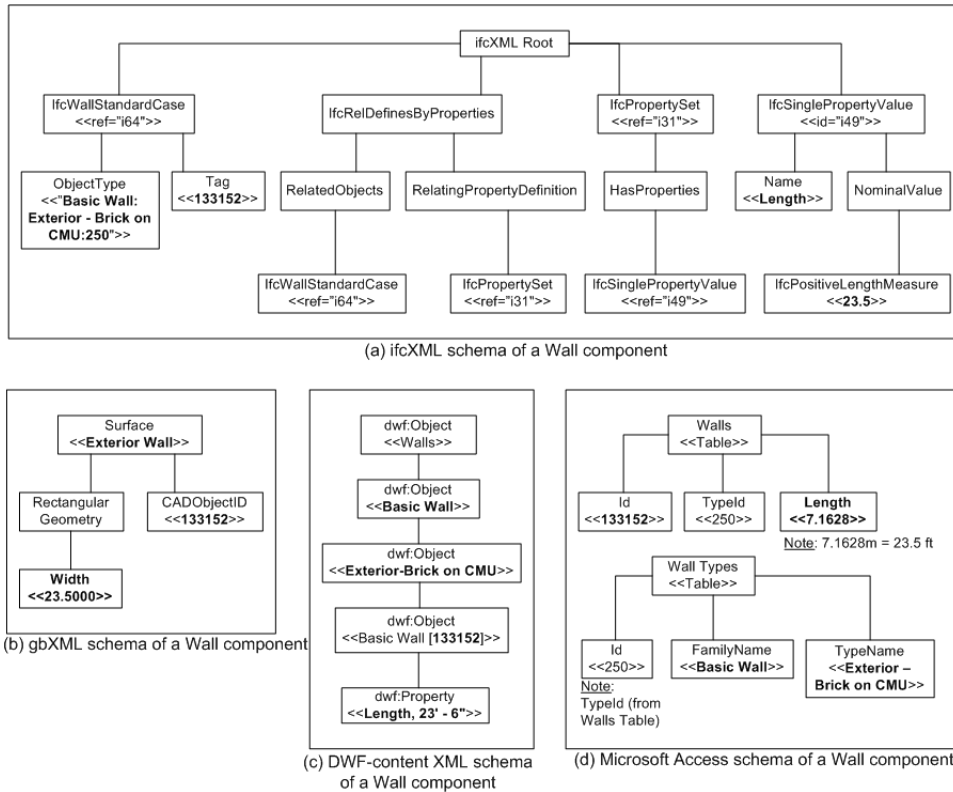 ifcXML Root
IfcWallStandardCase
<<ref="i64">>
IfcRelDefinesByProperties
IfcPropertySet
<<ref="i31">>
IfcSinglePropertyValue
<<id="i49">>
ObjectType
<<"Basic Wall:
Exterior - Brick on
CMU:250">>
Tag
<<133152>>
RelatedObjects
RelatingPropertyDefinition
HasProperties
Name
<<Length>>
NominalValue
IfcWallStandardCase
<<ref="i64">>
IfcPropertySet
<<ref="i31">>
IfcSinglePropertyValue
<<ref="i49">>
IfcPositiveLengthMeasure
<<23.5>>
(a) ifcXML schema of a Wall component
Surface
<<Exterior Wall>>
Rectangular
Geometry
CADObjectID
<<133152>>
Width
<<23.5000>>
(b) gbXML schema of a Wall component
dwf:Object
<<Walls>>
dwf:Object
<<Basic Wall>>
dwf:Object
<<Exterior-Brick on CMU>>
dwf:Object
<<Basic Wall [133152]>>
dwf:Property
<<Length, 23' - 6">>
(c) DWF-content XML schema
of a Wall component
Walls
<<Table>>
Id
<<133152>>
TypeId
<<250>>
Length
<<7.1628>>
Note: 7.1628m = 23.5 ft
Wall Types
<<Table>>
Id
<<250>>
FamilyName
<<Basic Wall>>
TypeName
<<Exterior –
Brick on CMU>>
Note:
TypeId (from
Walls Table)
(d) Microsoft Access schema of a Wall component